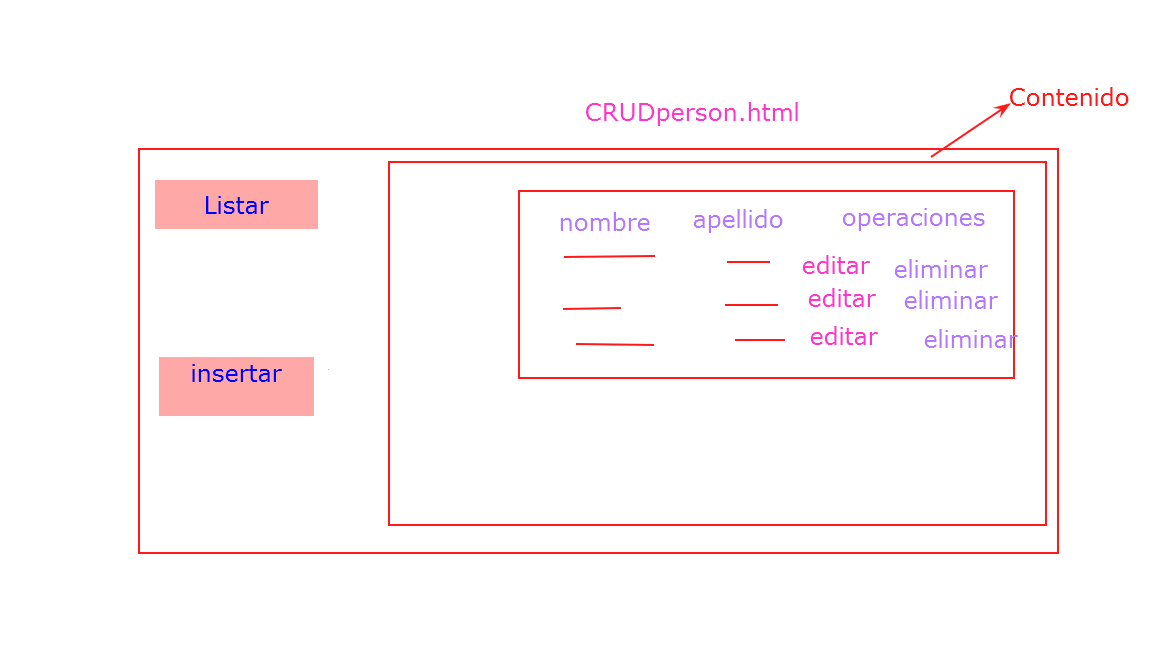 Contenido
CRUDperson.html
Listar
nombre apellido operaciones
editar eliminar
editar eliminar
editar eliminar
insertar